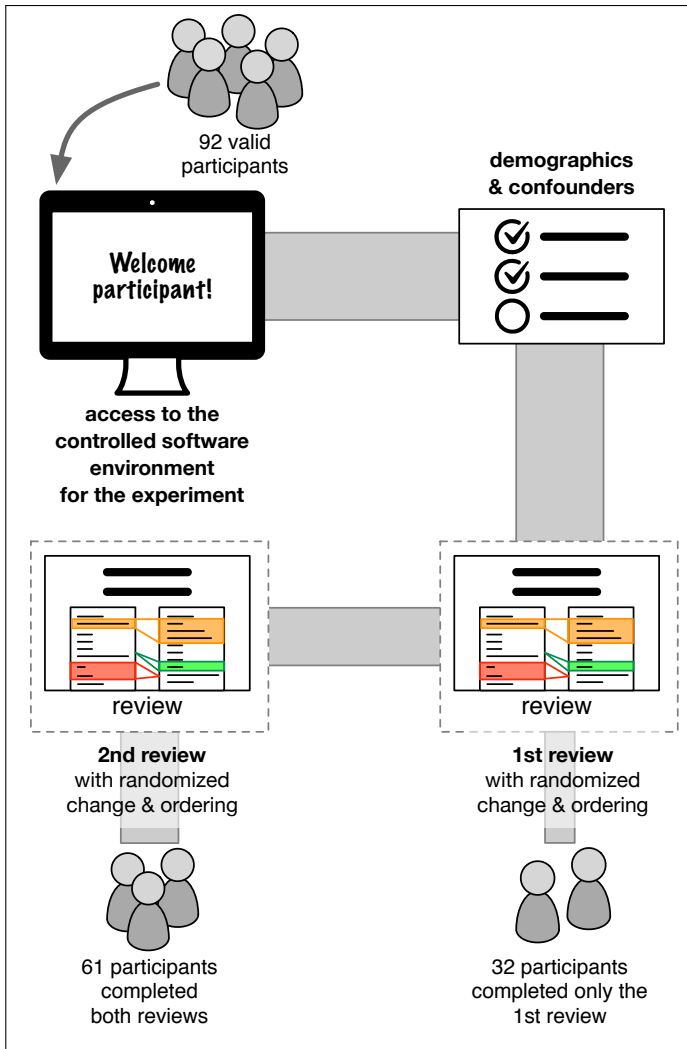 92 valid
participants
demographics
& confounders
Welcome
participant!
access to the
controlled software
environment
for the experiment
review
2nd review
with randomized
change & ordering
61 participants
completed
both reviews
review
1st review
with randomized
change & ordering
32 participants
completed only the
1st review